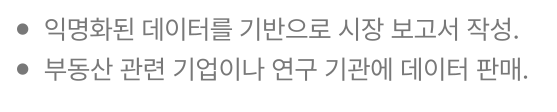 • 익명화된 데이터를 기반으로 시장 보고서 작성.
• 부동산 관련 기업이나 연구 기관에 데이터 판매.